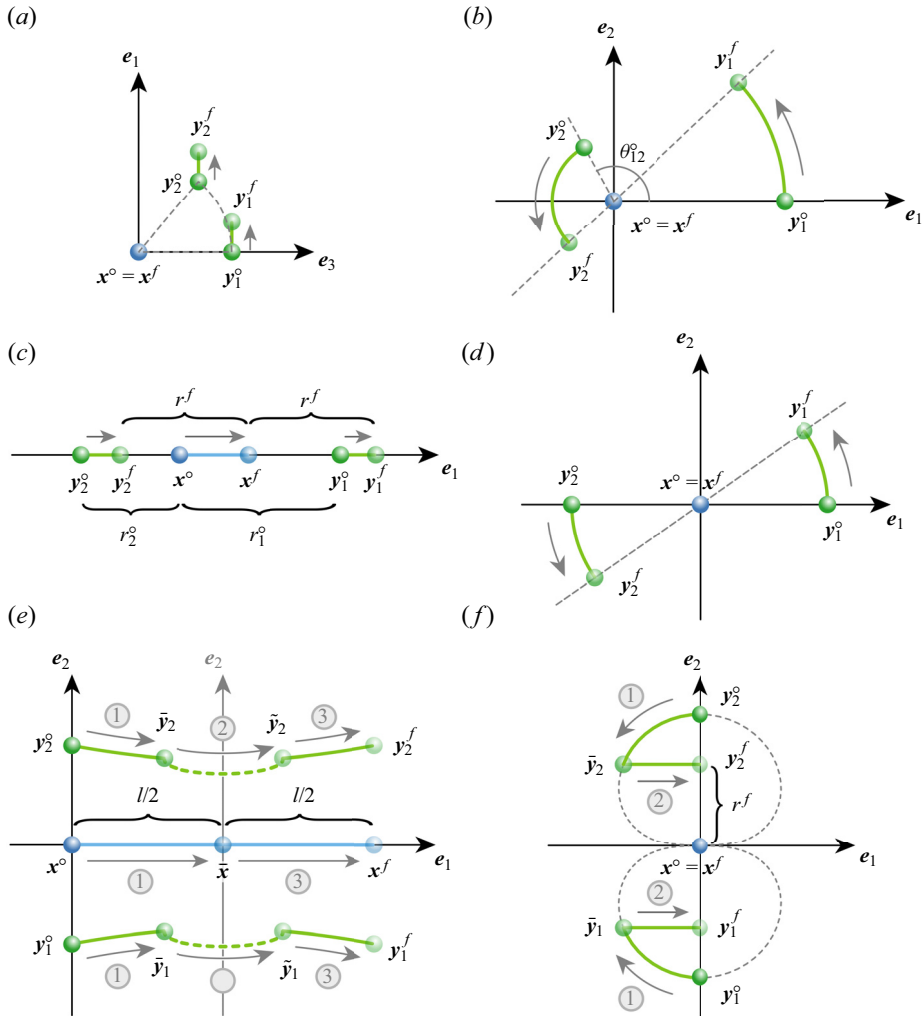 (a)
e₁
y₂ᶠ
y₂°
y₁ᶠ
x° = xᶠ
y₁°
e₃
(b)
e₂
y₁ᶠ
y₂°
θ₁₂°
x° = xᶠ
y₁°
e₁
y₂ᶠ
(c)
rᶠ
rᶠ
y₂°
y₂ᶠ
x°
xᶠ
y₁°
y₁ᶠ
e₁
r₂°
r₁°
(d)
e₂
y₁ᶠ
y₂°
x° = xᶠ
y₁°
e₁
y₂ᶠ
(e)
e₂
e₂
1
ȳ₂
2
ỹ₂
3
y₂°
y₂ᶠ
l/2
l/2
x°
x̄
xᶠ
e₁
1
3
y₁°
y₁ᶠ
1
ȳ₁
ỹ₁
3
(f)
e₂
1
y₂°
ȳ₂
y₂ᶠ
2
rᶠ
x° = xᶠ
e₁
2
ȳ₁
y₁ᶠ
1
y₁°